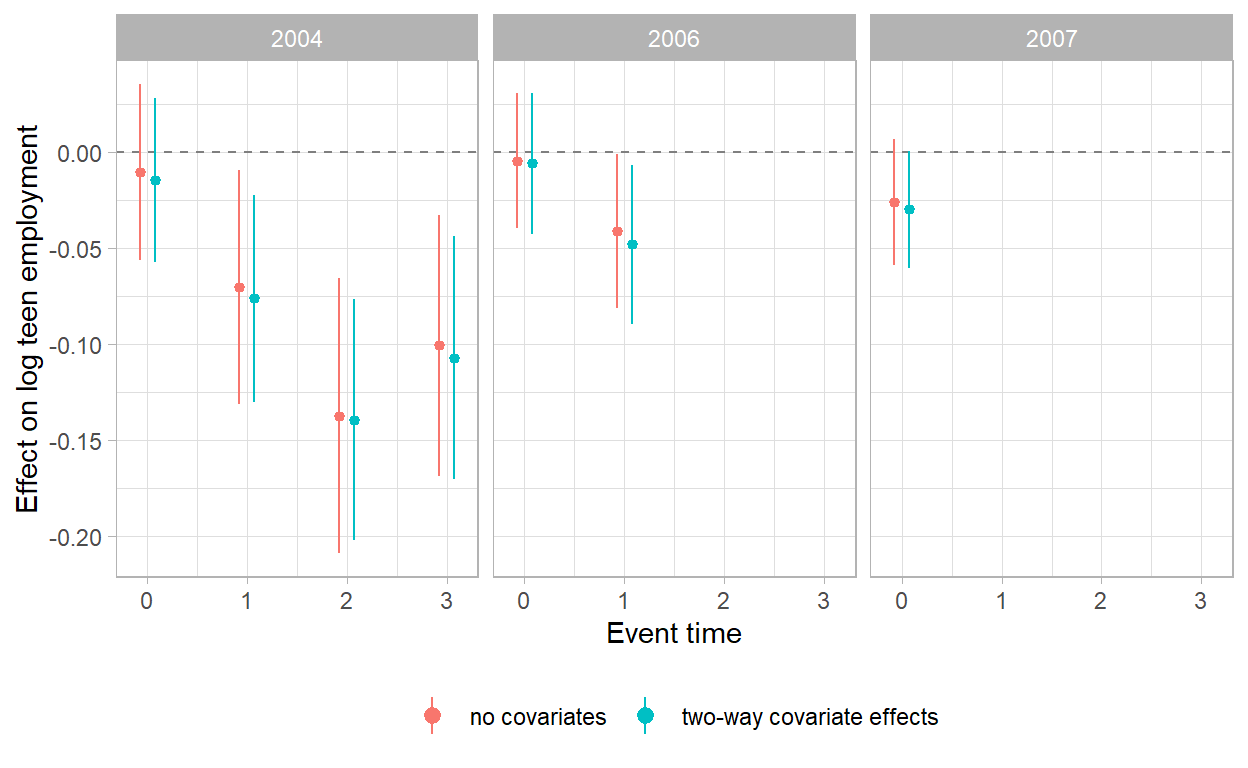 2004 2006 2007
Effect on log teen employment
0.00
-0.05
-0.10
-0.15
-0.20
0 1 2 3 0 1 2 3 0 1 2 3
Event time
no covariates two-way covariate effects